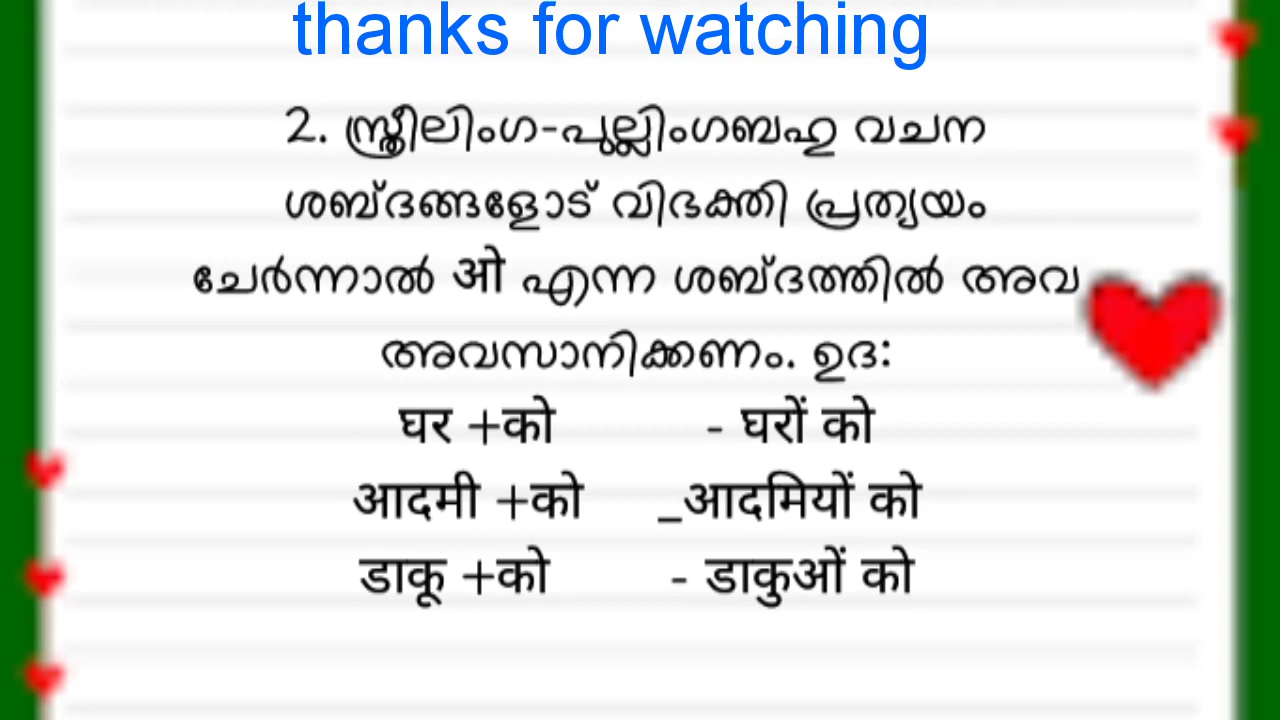 thanks for watching
2. സ്ത്രീലിംഗ-പുല്ലിംഗബഹു വചന
ശബ്ദങ്ങളോട് വിഭക്തി പ്രത്യയം
ചേർന്നാൽ ओ എന്ന ശബ്ദത്തിൽ അവ
അവസാനിക്കണം. ഉദ:
घर +को - घरों को
आदमी +को _आदमियों को
डाकू +को - डाकुओं को